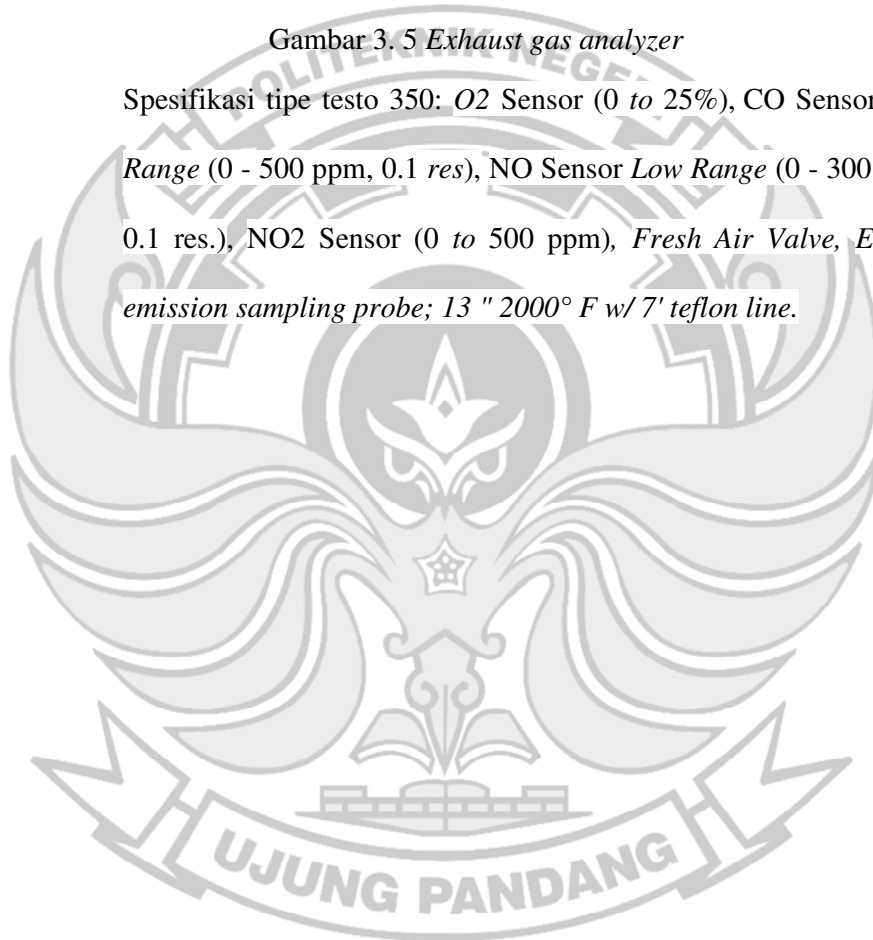 Gambar 3. 5 Exhaust gas analyzer
POLITEKNIK NEGE
Spesifikasi tipe testo 350: O2 Sensor (0 to 25%), CO Sensor
Range (0 - 500 ppm, 0.1 res), NO Sensor Low Range (0 - 300
0.1 res.), NO2 Sensor (0 to 500 ppm), Fresh Air Valve, E
emission sampling probe; 13 " 2000° F w/ 7' teflon line.
UJUNG PANDANG